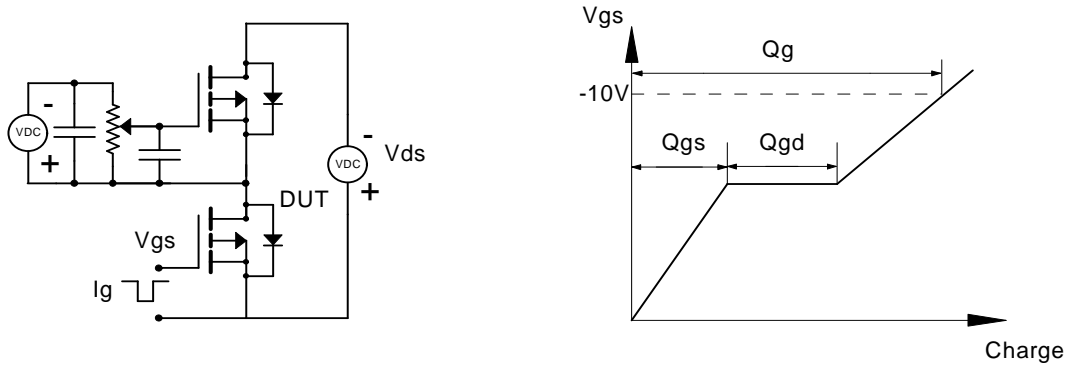 -
VDC
+
DUT
Vgs
Ig
-
VDC
Vds
+
Vgs
Qg
-10V
Qgs
Qgd
Charge